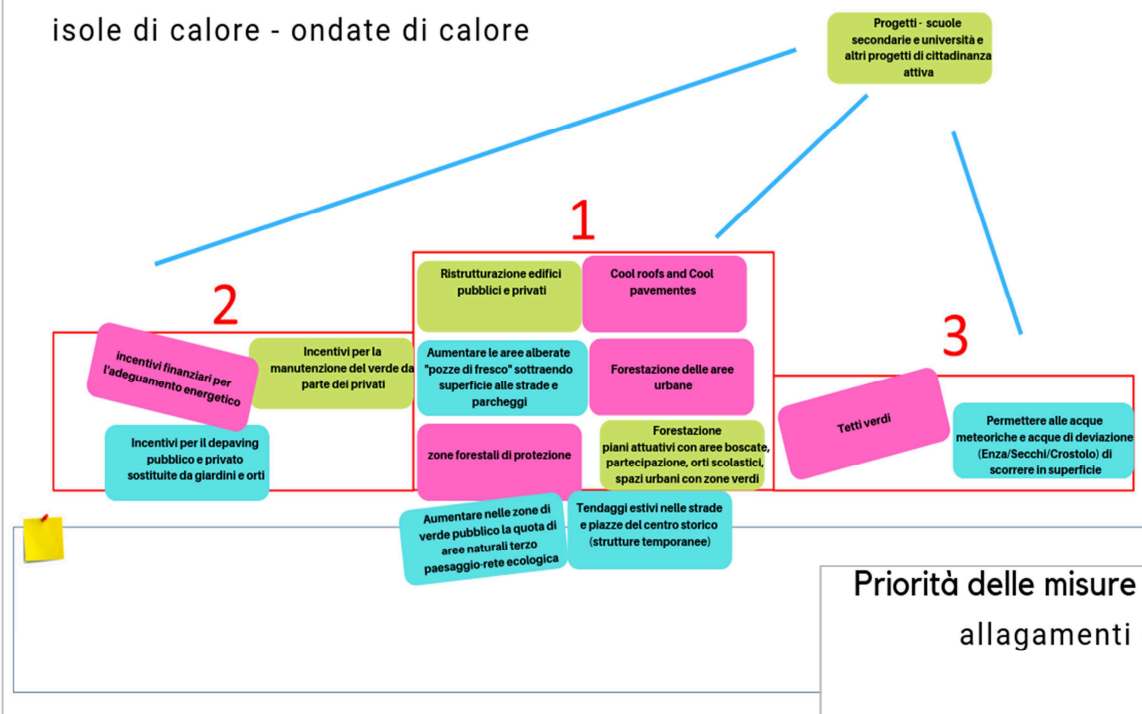 isole di calore - ondate di calore
Progetti - scuole
secondarie e università e
altri progetti di cittadinanza
attiva
1
Ristrutturazione edifici
pubblici e privati
Cool roofs and Cool
pavementes
Aumentare le aree alberate
"pozze di fresco" sottraendo
superficie alle strade e
parcheggi
Forestazione delle aree
urbane
zone forestali di protezione
Forestazione
piani attuativi con aree boscate,
partecipazione, orti scolastici,
spazi urbani con zone verdi
Aumentare nelle zone di
verde pubblico la quota di
aree naturali terzo
paesaggio-rete ecologica
Tendaggi estivi nelle strade
e piazze del centro storico
(strutture temporanee)
2
incentivi finanziari per
l'adeguamento energetico
Incentivi per la
manutenzione del verde da
parte dei privati
Incentivi per il depaving
pubblico e privato
sostituite da giardini e orti
3
Tetti verdi
Permettere alle acque
meteoriche e acque di deviazione
(Enza/Secchi/Crostolo) di
scorrere in superficie
Priorità delle misure
allagamenti